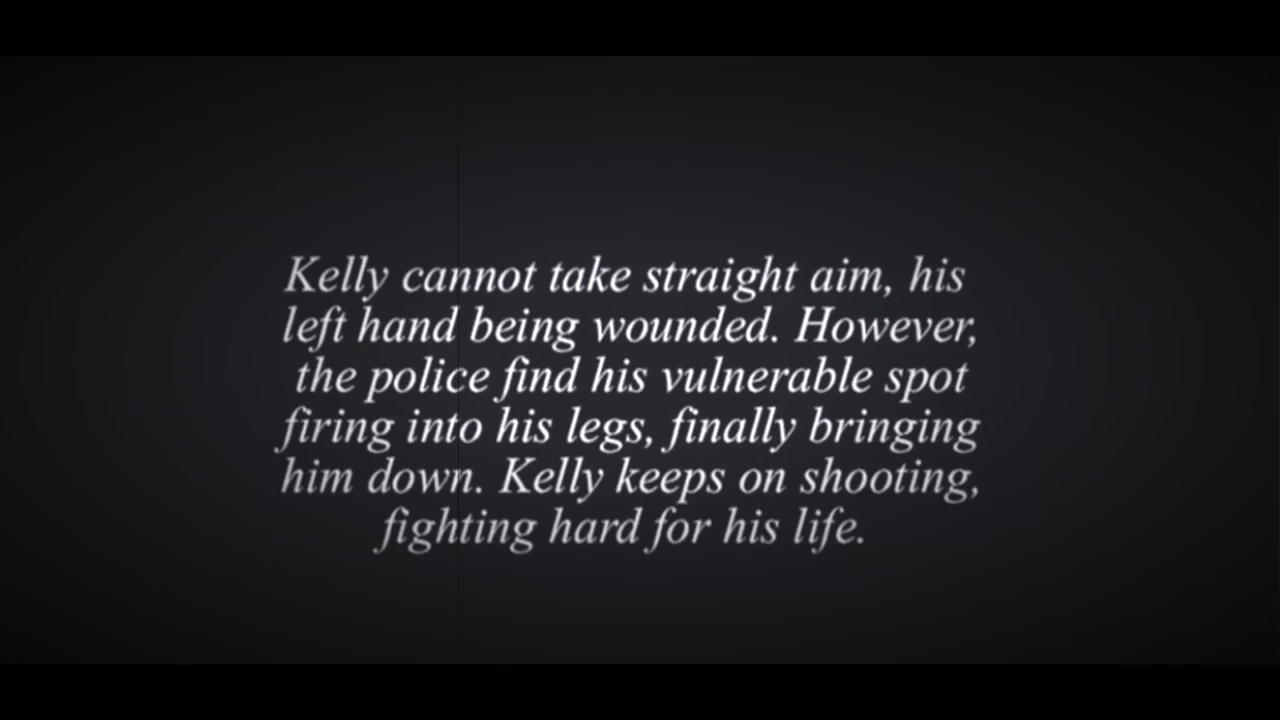 Kelly cannot take straight aim, his
left hand being wounded. However,
the police find his vulnerable spot
firing into his legs, finally bringing
him down. Kelly keeps on shooting,
fighting hard for his life.